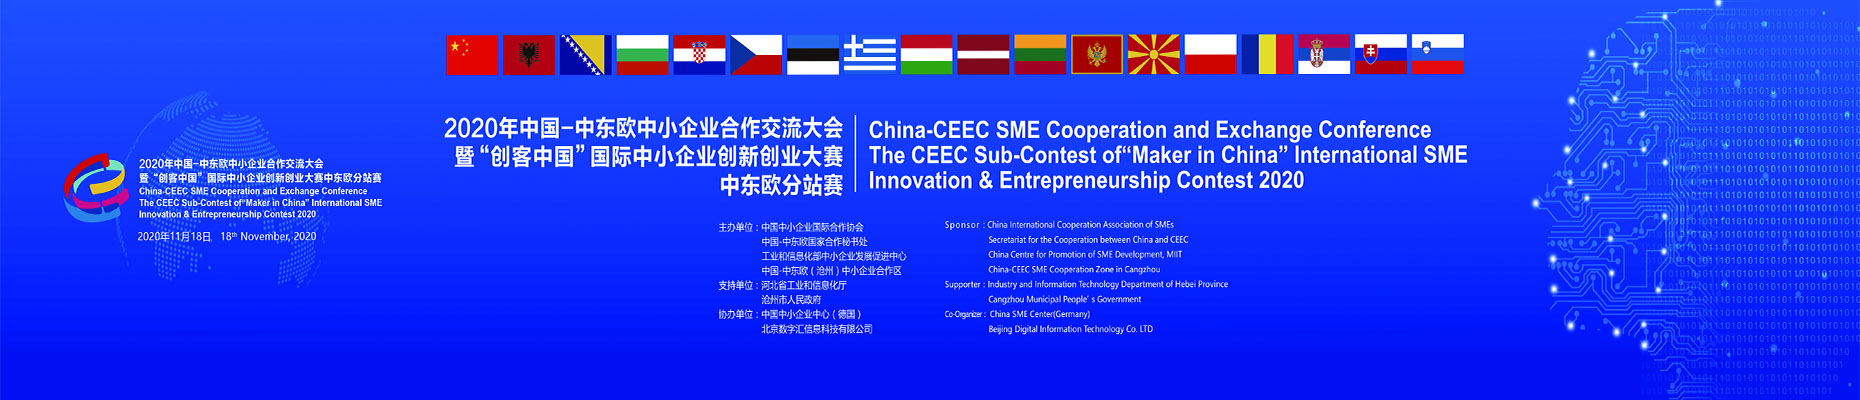 2020年中国-中东欧中小企业合作交流大会
暨“创客中国”国际中小企业创新创业大赛中东欧分站赛
China-CEEC SME Cooperation and Exchange Conference
The CEEC Sub-Contest of“Maker in China” International SME
Innovation & Entrepreneurship Contest 2020
2020年11月18日 18th November, 2020
2020年中国-中东欧中小企业合作交流大会
暨“创客中国”国际中小企业创新创业大赛
中东欧分站赛
China-CEEC SME Cooperation and Exchange Conference
The CEEC Sub-Contest of“Maker in China” International SME
Innovation & Entrepreneurship Contest 2020
主办单位：中国中小企业国际合作协会
中国-中东欧国家合作秘书处
工业和信息化部中小企业发展促进中心
中国-中东欧（沧州）中小企业合作区
支持单位：河北省工业和信息化厅
沧州市人民政府
协办单位：中国中小企业中心（德国）
北京数字汇信息科技有限公司
Sponsor : China International Cooperation Association of SMEs
Secretariat for the Cooperation between China and CEEC
China Centre for Promotion of SME Development, MIIT
China-CEEC SME Cooperation Zone in Cangzhou
Supporter : Industry and Information Technology Department of Hebei Province
Cangzhou Municipal People’s Government
Co-Organizer : China SME Center(Germany)
Beijing Digital Information Technology Co. LTD